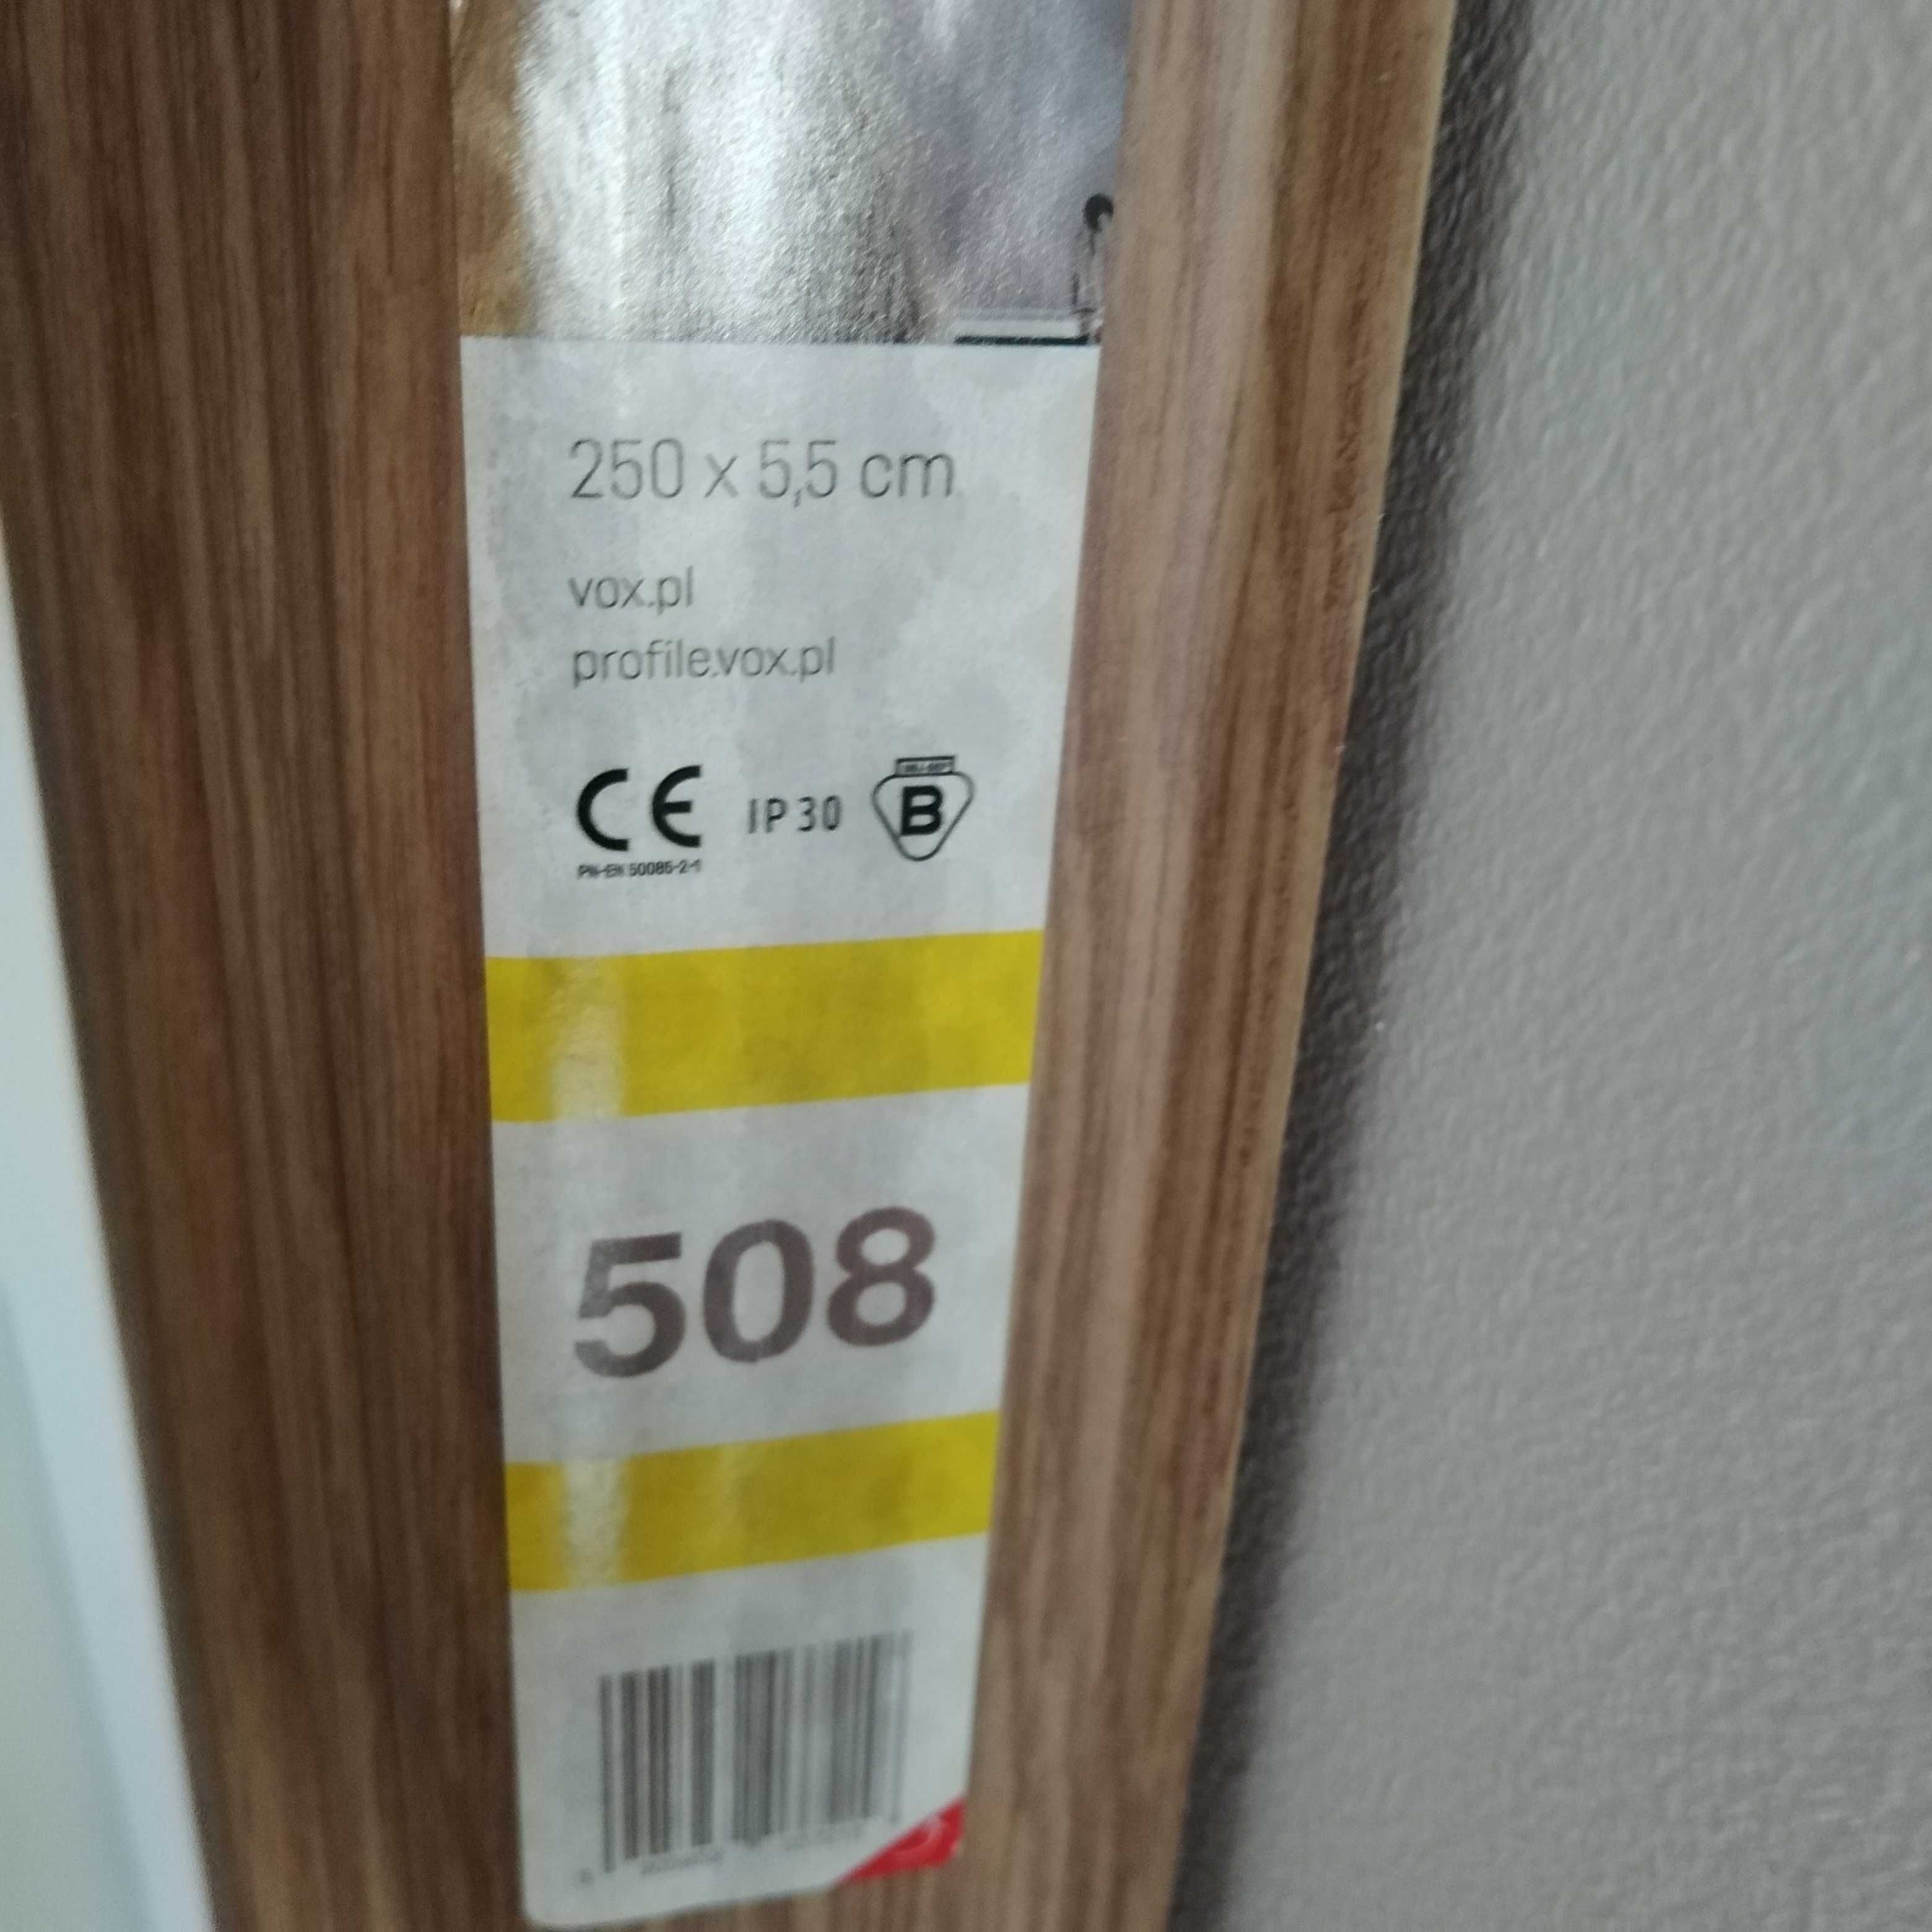 250 x 5,5 cm
vox.pl
profile.vox.pl
CE IP 30 B
PN-EN 50085-2-1
508